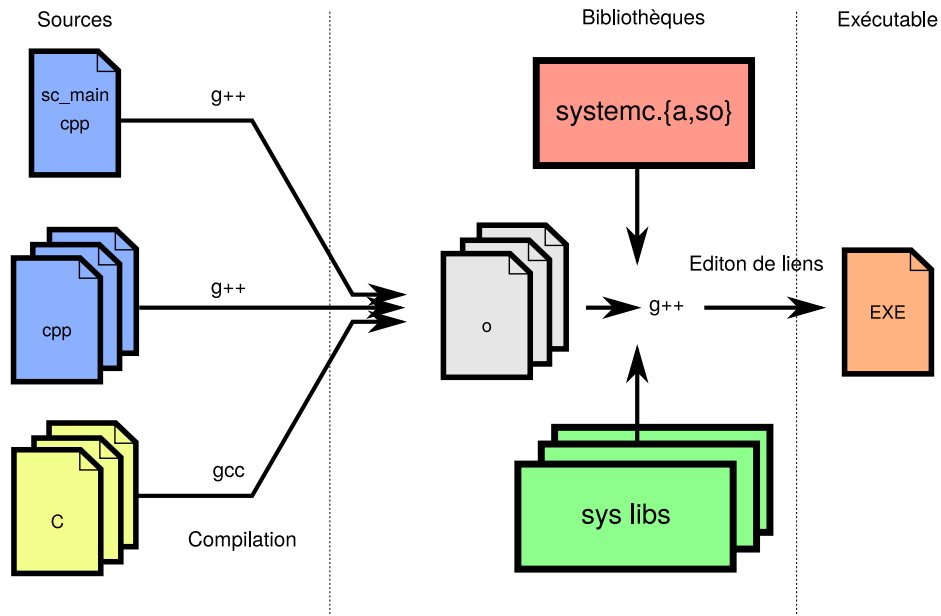 Sources
Bibliothèques
Exécutable
sc_main
cpp
g++
systemc.{a,so}
cpp
g++
o
g++
Editon de liens
EXE
C
gcc
Compilation
sys libs